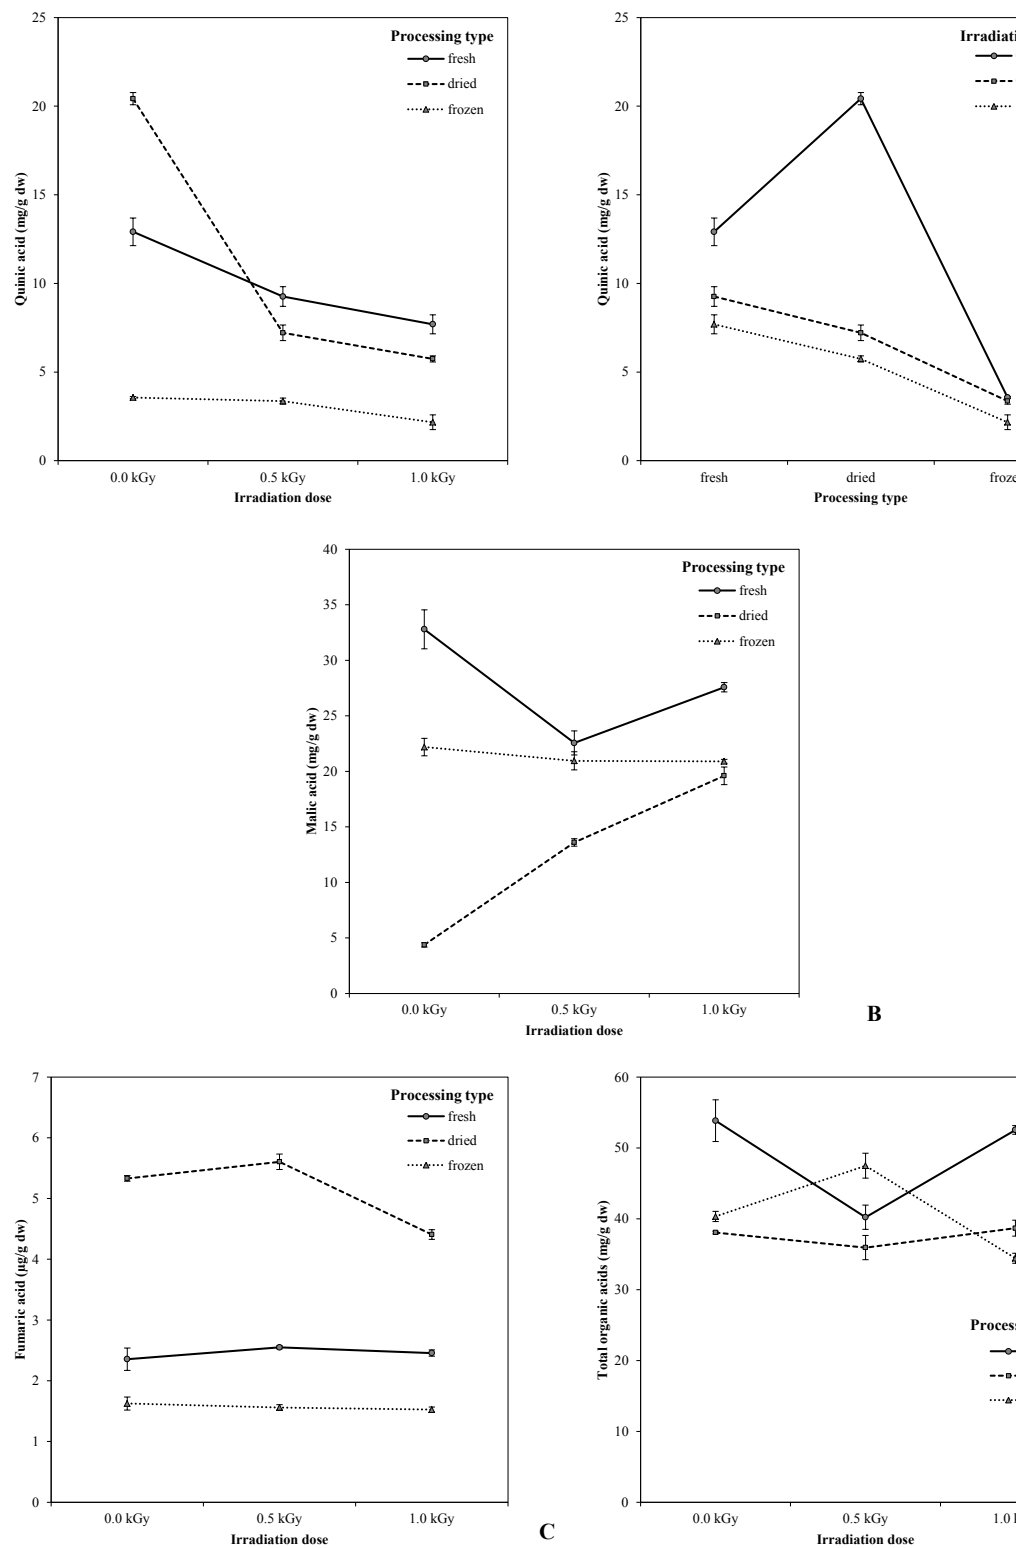 25
20
15
10
5
0
Quinic acid (mg/g dw)
Processing type
fresh
dried
frozen
0.0 kGy 0.5 kGy 1.0 kGy
Irradiation dose
25
20
15
10
5
0
Quinic acid (mg/g dw)
Irradiati
fresh dried froze
Processing type
40
35
30
25
20
15
10
5
0
Malic acid (mg/g dw)
Processing type
fresh
dried
frozen
0.0 kGy 0.5 kGy 1.0 kGy
Irradiation dose
B
7
6
5
4
3
2
1
0
Fumaric acid (µg/g dw)
Processing type
fresh
dried
frozen
0.0 kGy 0.5 kGy 1.0 kGy
Irradiation dose
C
60
50
40
30
20
10
0
Total organic acids (mg/g dw)
Process
0.0 kGy 0.5 kGy 1.0 k
Irradiation dose